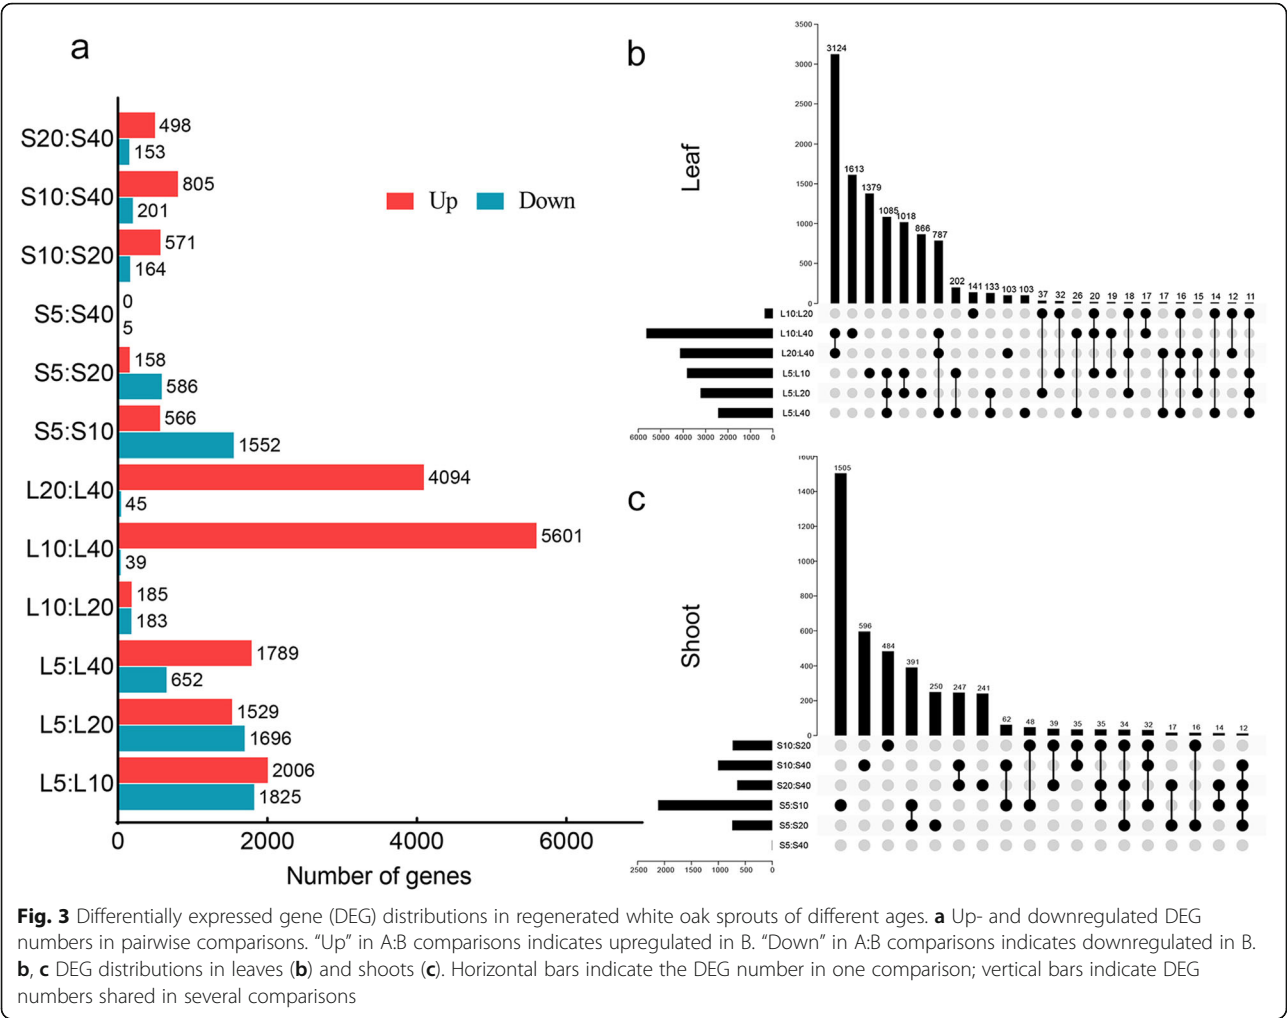 a
S20:S40
498
153
S10:S40
805
201
S10:S20
571
164
S5:S40
0
5
S5:S20
158
586
S5:S10
566
1552
L20:L40
4094
45
L10:L40
5601
39
L10:L20
185
183
L5:L40
1789
652
L5:L20
1529
1696
L5:L10
2006
1825
Up Down
0 2000 4000 6000
Number of genes
b
Leaf
3500
3000
2500
2000
1500
1000
500
0
3124 1613 1379 1085 1018 866 787 202 141 133 103 103 37 32 26 20 19 18 17 17 16 15 14 12 11
L10:L20
L10:L40
L20:L40
L5:L10
L5:L20
L5:L40
6000 5000 4000 3000 2000 1000 0
c
Shoot
1600
1400
1200
1000
800
600
400
200
0
1505 596 484 391 250 247 241 62 48 39 35 35 34 32 17 16 14 12
S10:S20
S10:S40
S20:S40
S5:S10
S5:S20
S5:S40
2500 2000 1500 1000 500 0
Fig. 3 Differentially expressed gene (DEG) distributions in regenerated white oak sprouts of different ages. a Up- and downregulated DEG
numbers in pairwise comparisons. “Up” in A:B comparisons indicates upregulated in B. “Down” in A:B comparisons indicates downregulated in B.
b, c DEG distributions in leaves (b) and shoots (c). Horizontal bars indicate the DEG number in one comparison; vertical bars indicate DEG
numbers shared in several comparisons